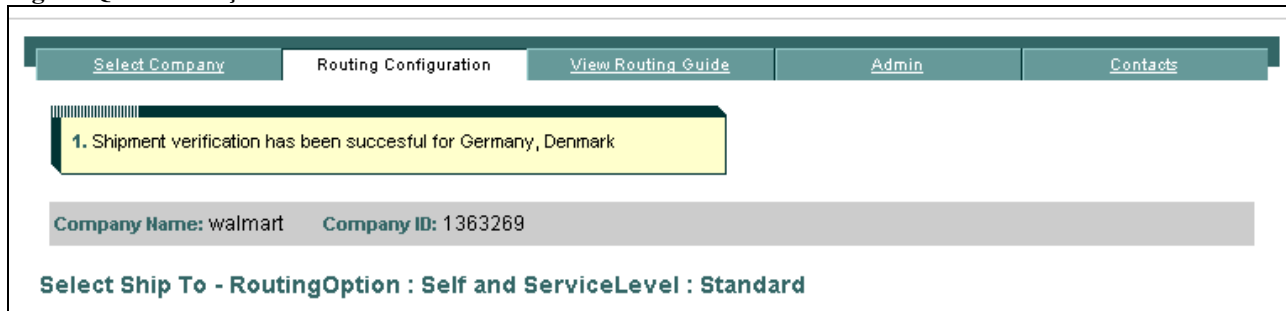 Select Company Routing Configuration View Routing Guide Admin Contacts
1. Shipment verification has been succesful for Germany, Denmark
Company Name: walmart Company ID: 1363269
Select Ship To - RoutingOption : Self and ServiceLevel : Standard